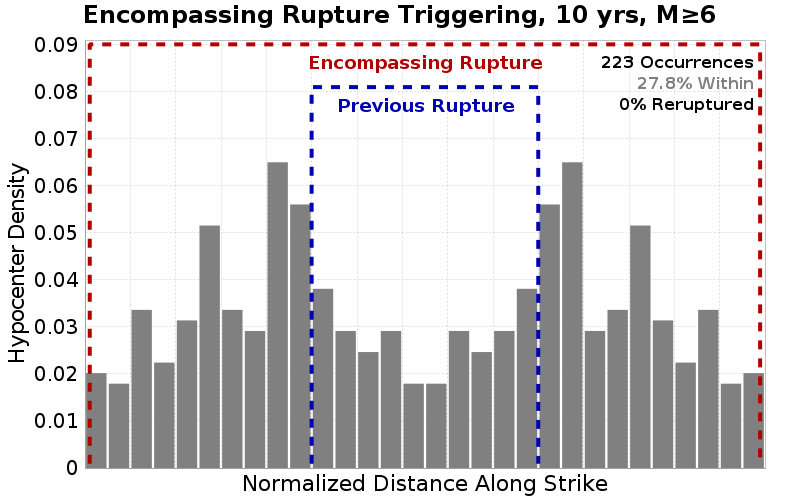 Encompassing Rupture Triggering, 10 yrs, M≥6
0.09
0.08
0.07
0.06
0.05
0.04
0.03
0.02
0.01
0
Hypocenter Density
Encompassing Rupture
Previous Rupture
223 Occurrences
27.8% Within
0% Reruptured
Normalized Distance Along Strike